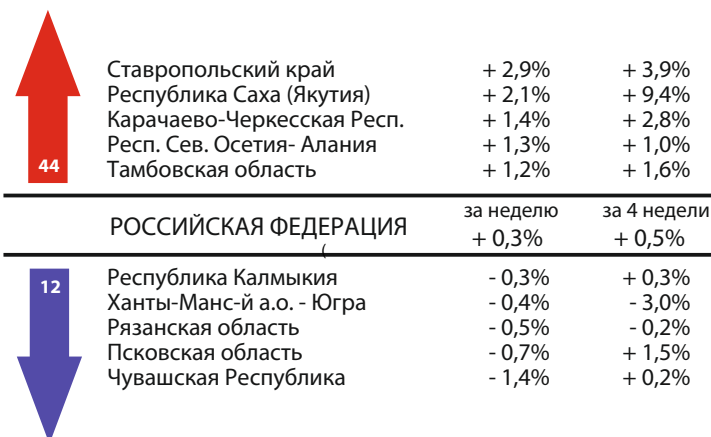 Ставропольский край + 2,9% + 3,9%
Республика Саха (Якутия) + 2,1% + 9,4%
Карачаево-Черкесская Респ. + 1,4% + 2,8%
Респ. Сев. Осетия- Алания + 1,3% + 1,0%
44 Тамбовская область + 1,2% + 1,6%
за неделю за 4 недели
РОССИЙСКАЯ ФЕДЕРАЦИЯ + 0,3% + 0,5%
(
12 Республика Калмыкия - 0,3% + 0,3%
Ханты-Манс-й а.о. - Югра - 0,4% - 3,0%
Рязанская область - 0,5% - 0,2%
Псковская область - 0,7% + 1,5%
Чувашская Республика - 1,4% + 0,2%